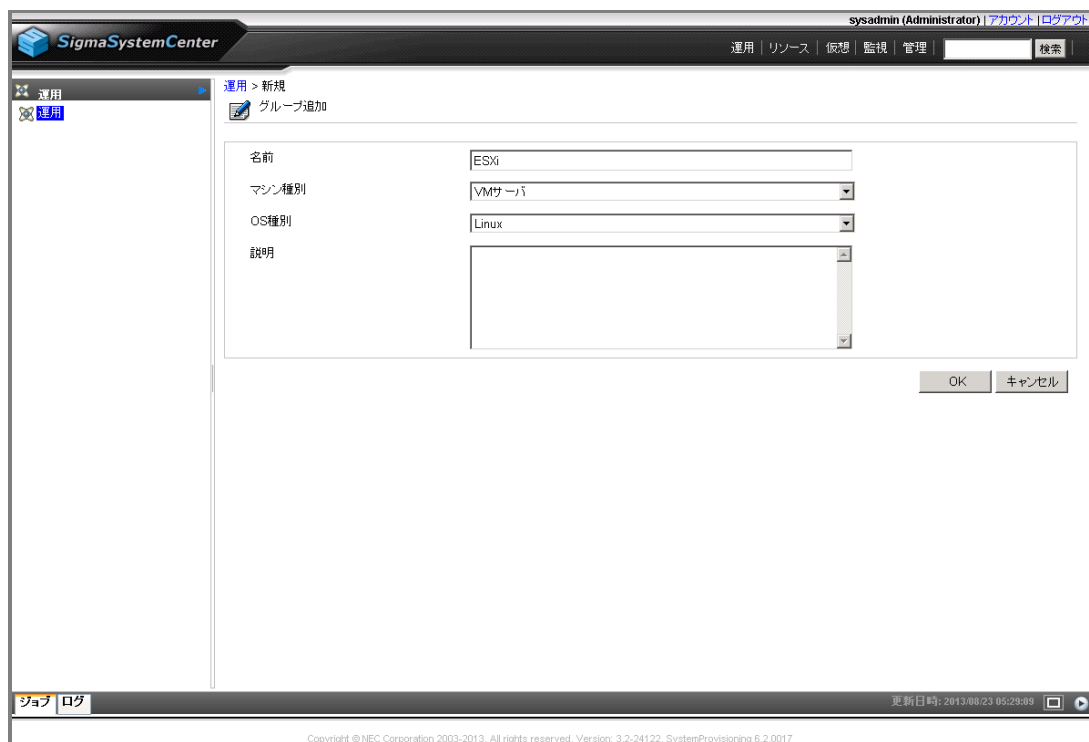 sysadmin (Administrator) | アカウント | ログアウト
SigmaSystemCenter
運用 | リソース | 仮想 | 監視 | 管理 | 検索 |
運用
運用
運用 > 新規
グループ追加
名前 ESXi
マシン種別 VMサーバ
OS種別 Linux
説明
OK キャンセル
ジョブ ログ
更新日時: 2013/08/23 05:29:09
Copyright © NEC Corporation 2003-2013. All rights reserved. Version: 3.2-24122, SystemProvisioning 6.2.0017